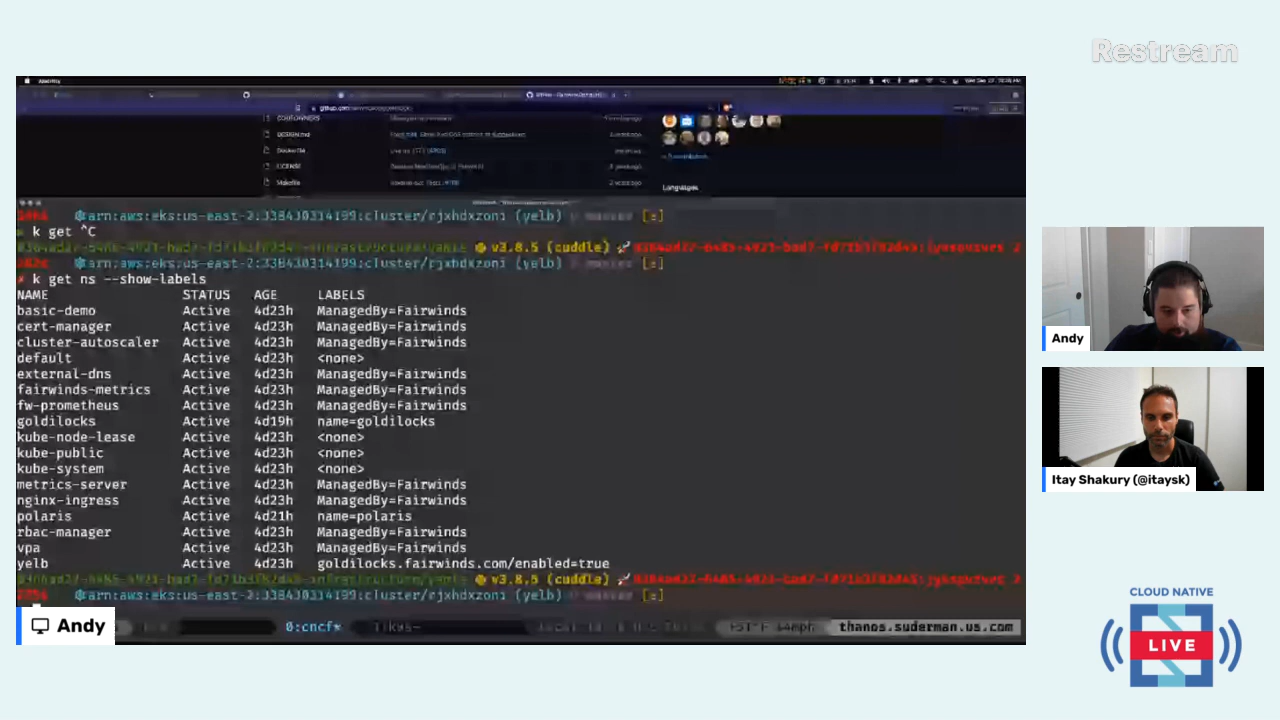 Restream
CODEOWNERS
DESIGN.md
Dockerfile
LICENSE
Makefile
Languages
arn:aws:eks:us-east-2:338430314199:cluster/rjxhdxzoni (yelb)
k get ^C
v3.8.5 (cuddle)
arn:aws:eks:us-east-2:338430314199:cluster/rjxhdxzoni (yelb)
✗ k get ns --show-labels
NAME STATUS AGE LABELS
basic-demo Active 4d23h ManagedBy=Fairwinds
cert-manager Active 4d23h ManagedBy=Fairwinds
cluster-autoscaler Active 4d23h ManagedBy=Fairwinds
default Active 4d23h <none>
external-dns Active 4d23h ManagedBy=Fairwinds
fairwinds-metrics Active 4d23h ManagedBy=Fairwinds
fw-prometheus Active 4d23h ManagedBy=Fairwinds
goldilocks Active 4d19h name=goldilocks
kube-node-lease Active 4d23h <none>
kube-public Active 4d23h <none>
kube-system Active 4d23h <none>
metrics-server Active 4d23h ManagedBy=Fairwinds
nginx-ingress Active 4d23h ManagedBy=Fairwinds
polaris Active 4d21h name=polaris
rbac-manager Active 4d23h ManagedBy=Fairwinds
vpa Active 4d23h ManagedBy=Fairwinds
yelb Active 4d23h goldilocks.fairwinds.com/enabled=true
v3.8.5 (cuddle)
arn:aws:eks:us-east-2:338430314199:cluster/rjxhdxzoni (yelb)
0:cncf*
thanos.suderman.us.com
Andy
Andy
Itay Shakury (@itaysk)
CLOUD NATIVE
LIVE